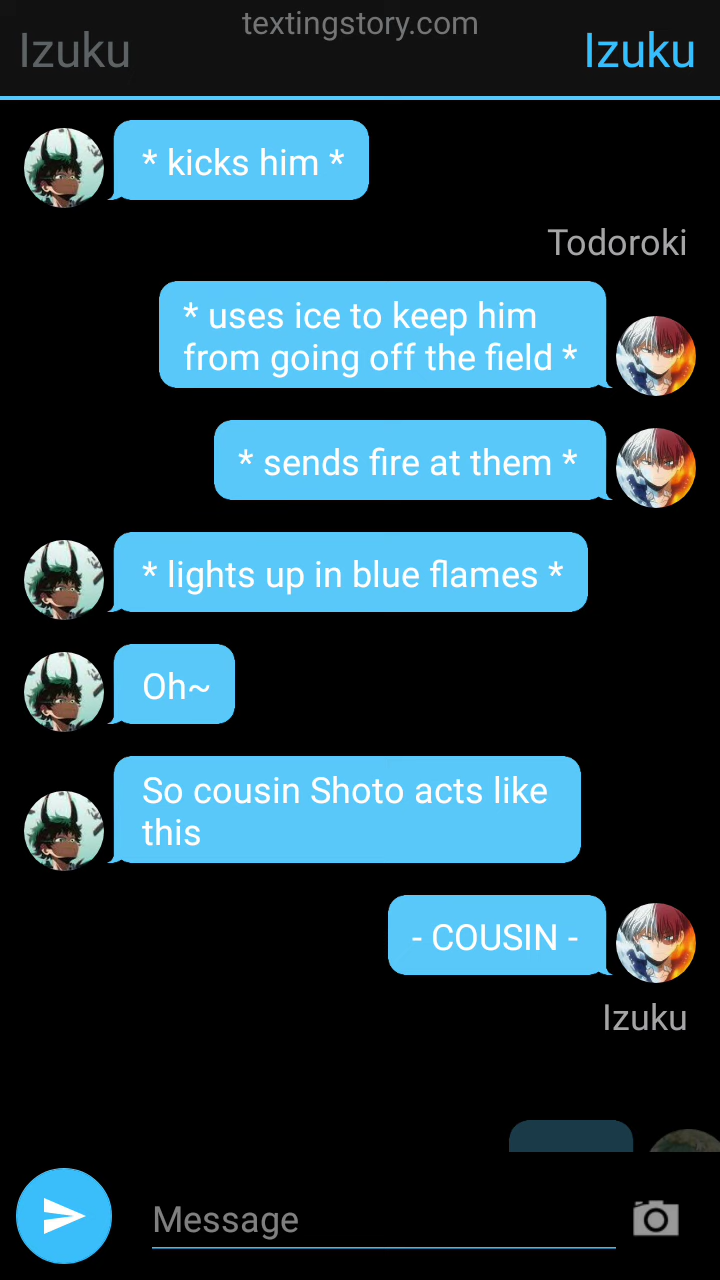 textingstory.com
Izuku
Izuku
* kicks him *
Todoroki
* uses ice to keep him
from going off the field *
* sends fire at them *
* lights up in blue flames *
Oh~
So cousin Shoto acts like
this
- COUSIN -
Izuku
Message